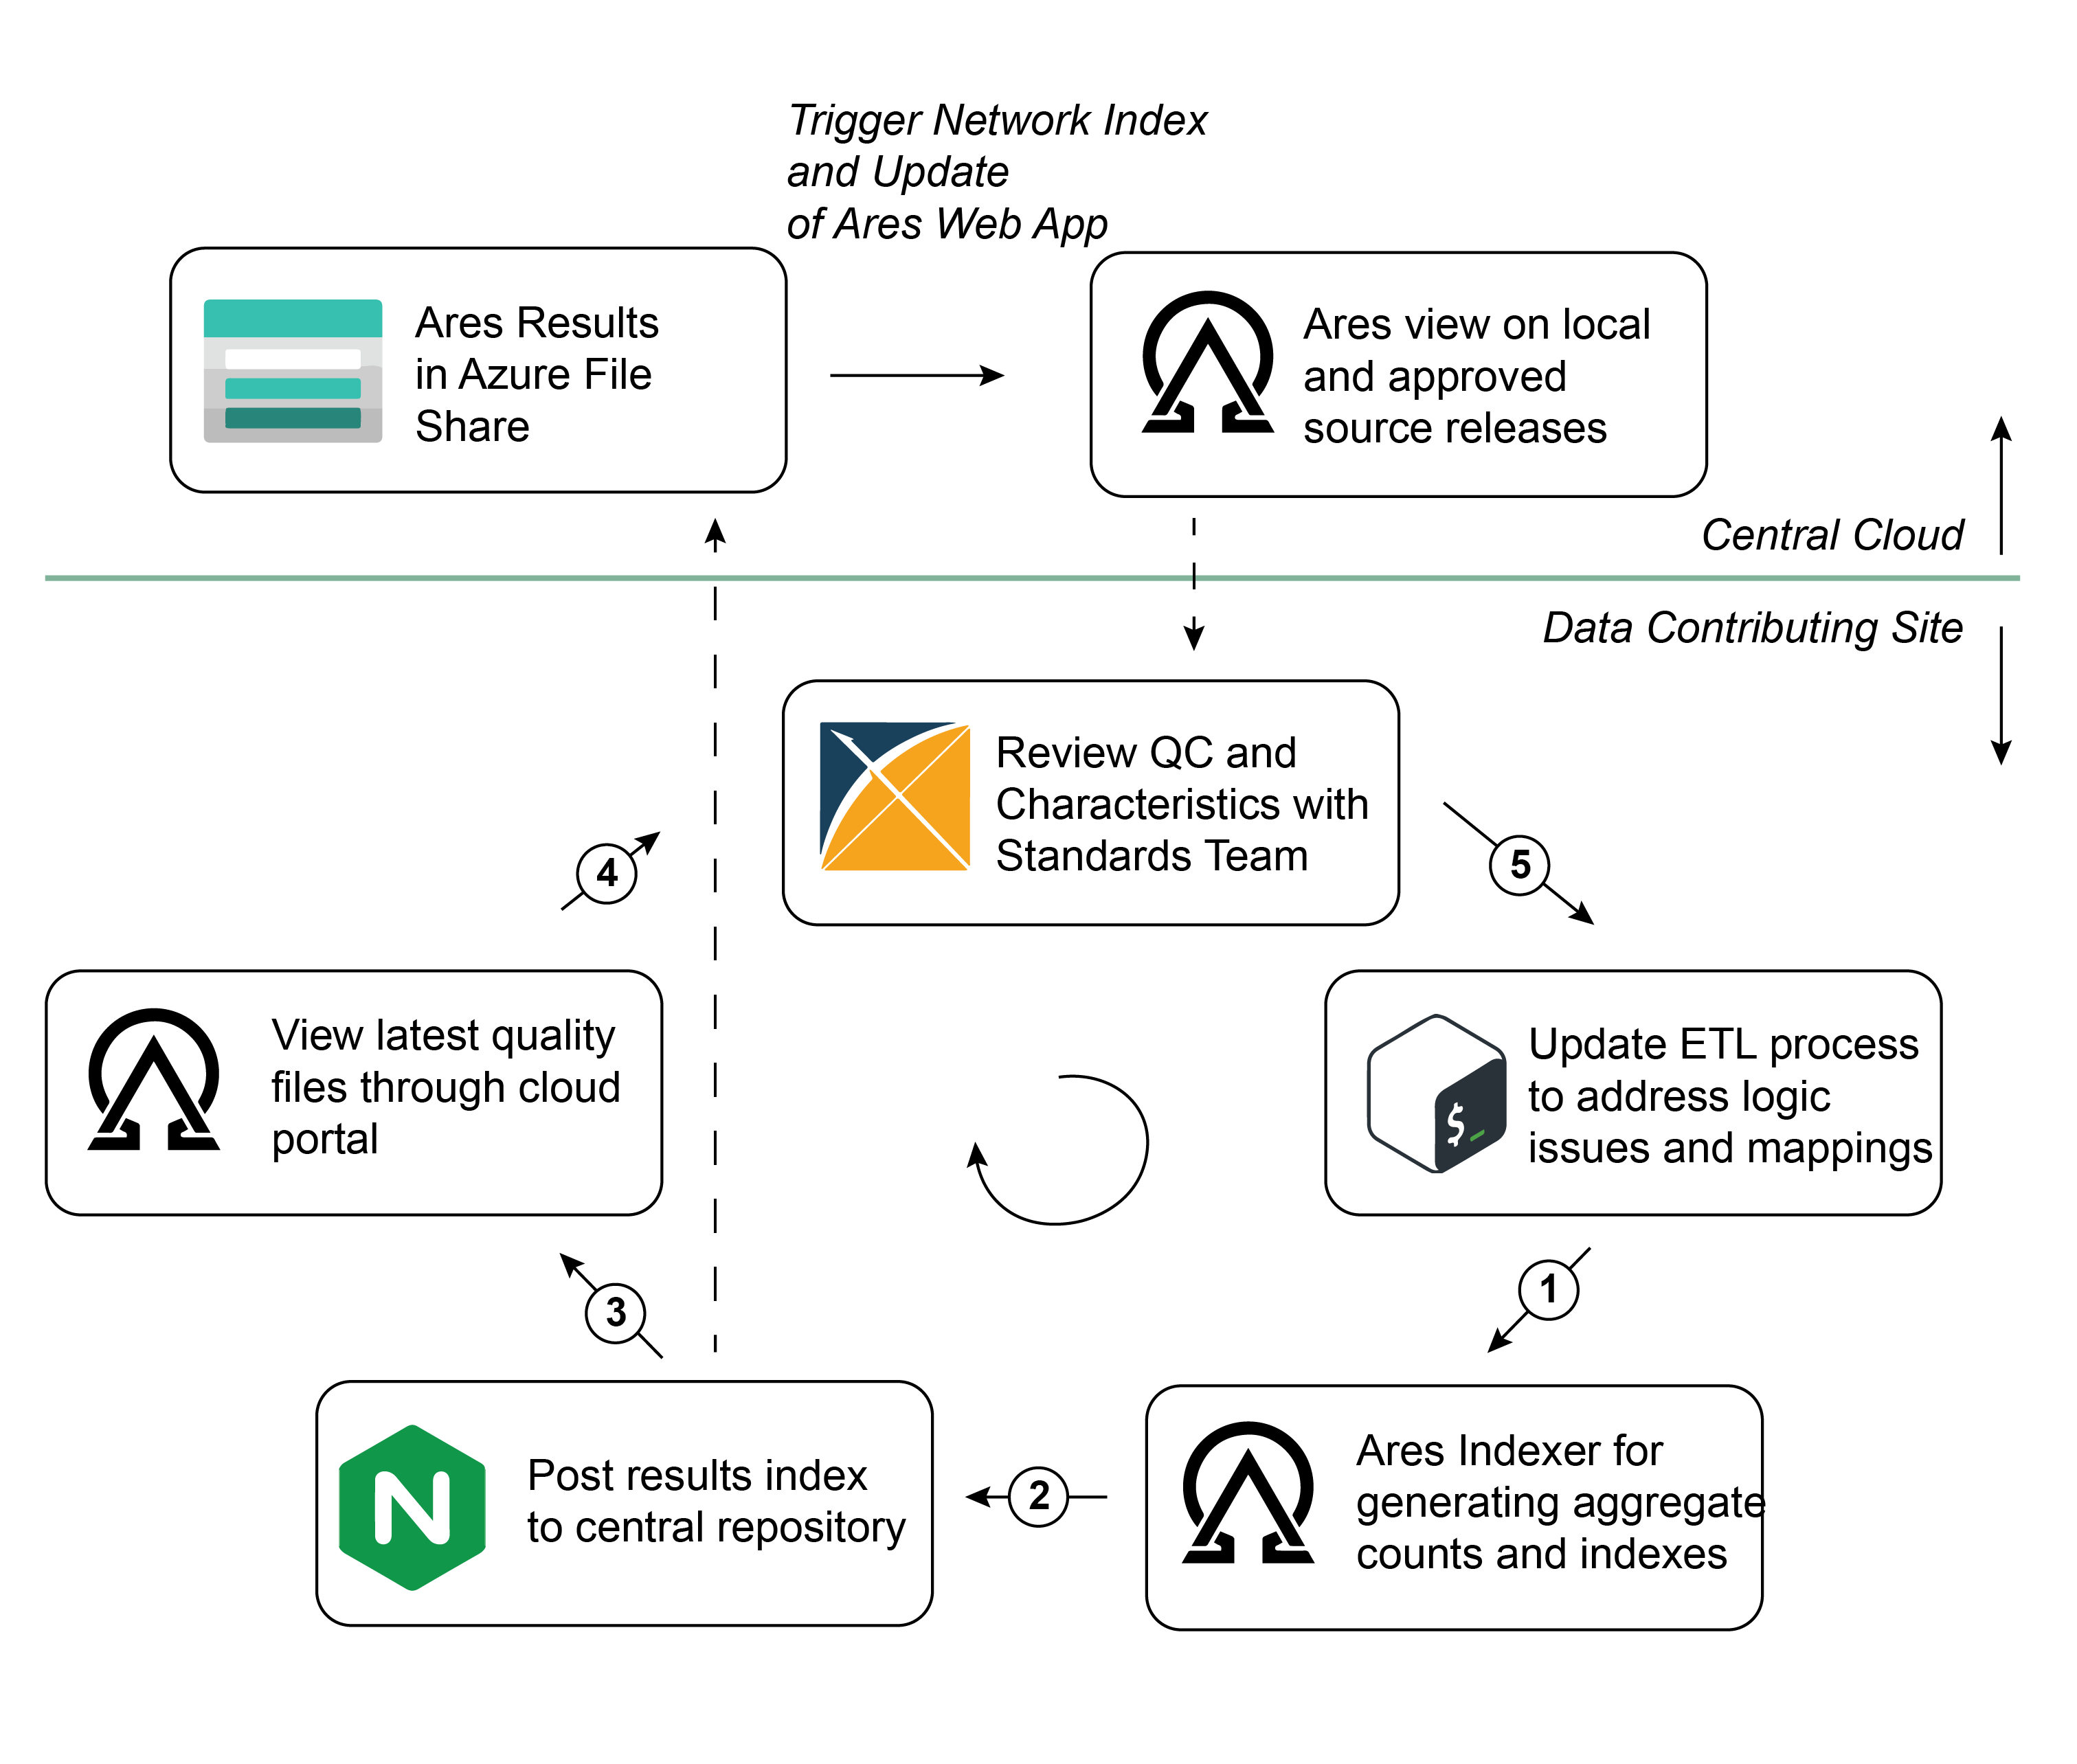 Trigger Network Index
and Update
of Ares Web App
Ares Results
in Azure File
Share
Ares view on local
and approved
source releases
Central Cloud
Data Contributing Site
Review QC and
Characteristics with
Standards Team
4
5
View latest quality
files through cloud
portal
Update ETL process
to address logic
issues and mappings
$_
3
1
Post results index
to central repository
N
2
Ares Indexer for
generating aggregate
counts and indexes